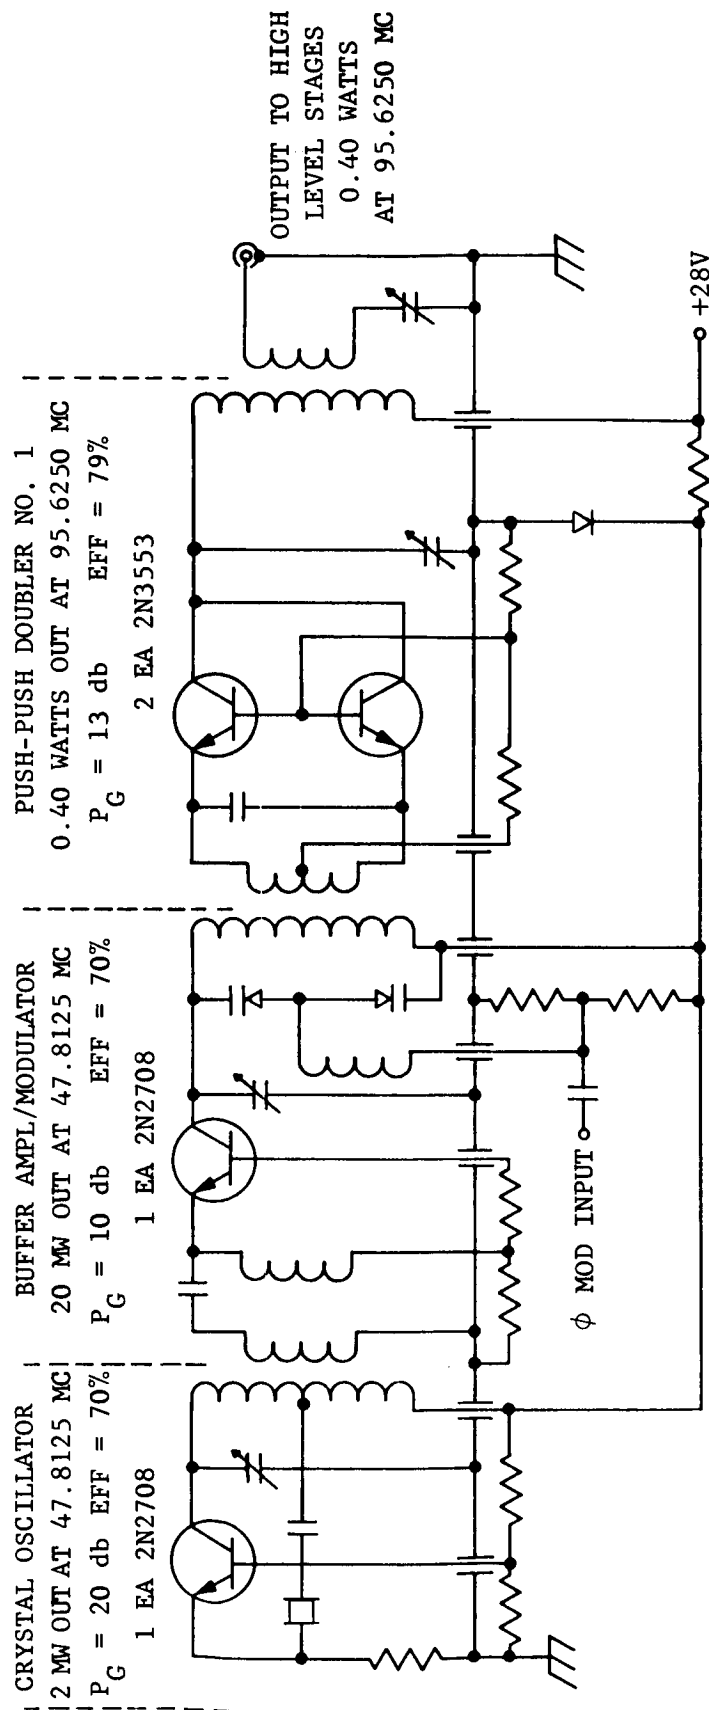 CRYSTAL OSCILLATOR
2 MW OUT AT 47.8125 MC
P_G = 20 db EFF = 70%
1 EA 2N2708
BUFFER AMPL/MODULATOR
20 MW OUT AT 47.8125 MC
P_G = 10 db EFF = 70%
1 EA 2N2708
PUSH-PUSH DOUBLER NO. 1
0.40 WATTS OUT AT 95.6250 MC
P_G = 13 db EFF = 79%
2 EA 2N3553
OUTPUT TO HIGH
LEVEL STAGES
0.40 WATTS
AT 95.6250 MC
ϕ MOD INPUT
+28V